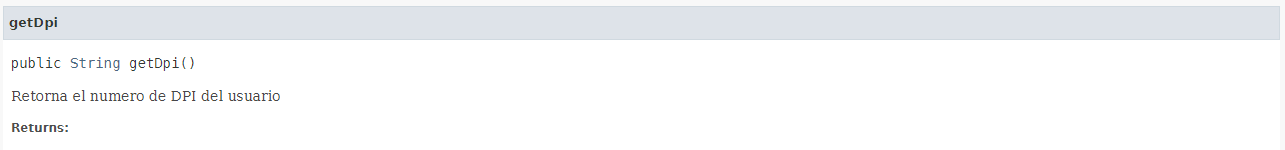 getDpi
public String getDpi()
Retorna el numero de DPI del usuario
Returns: